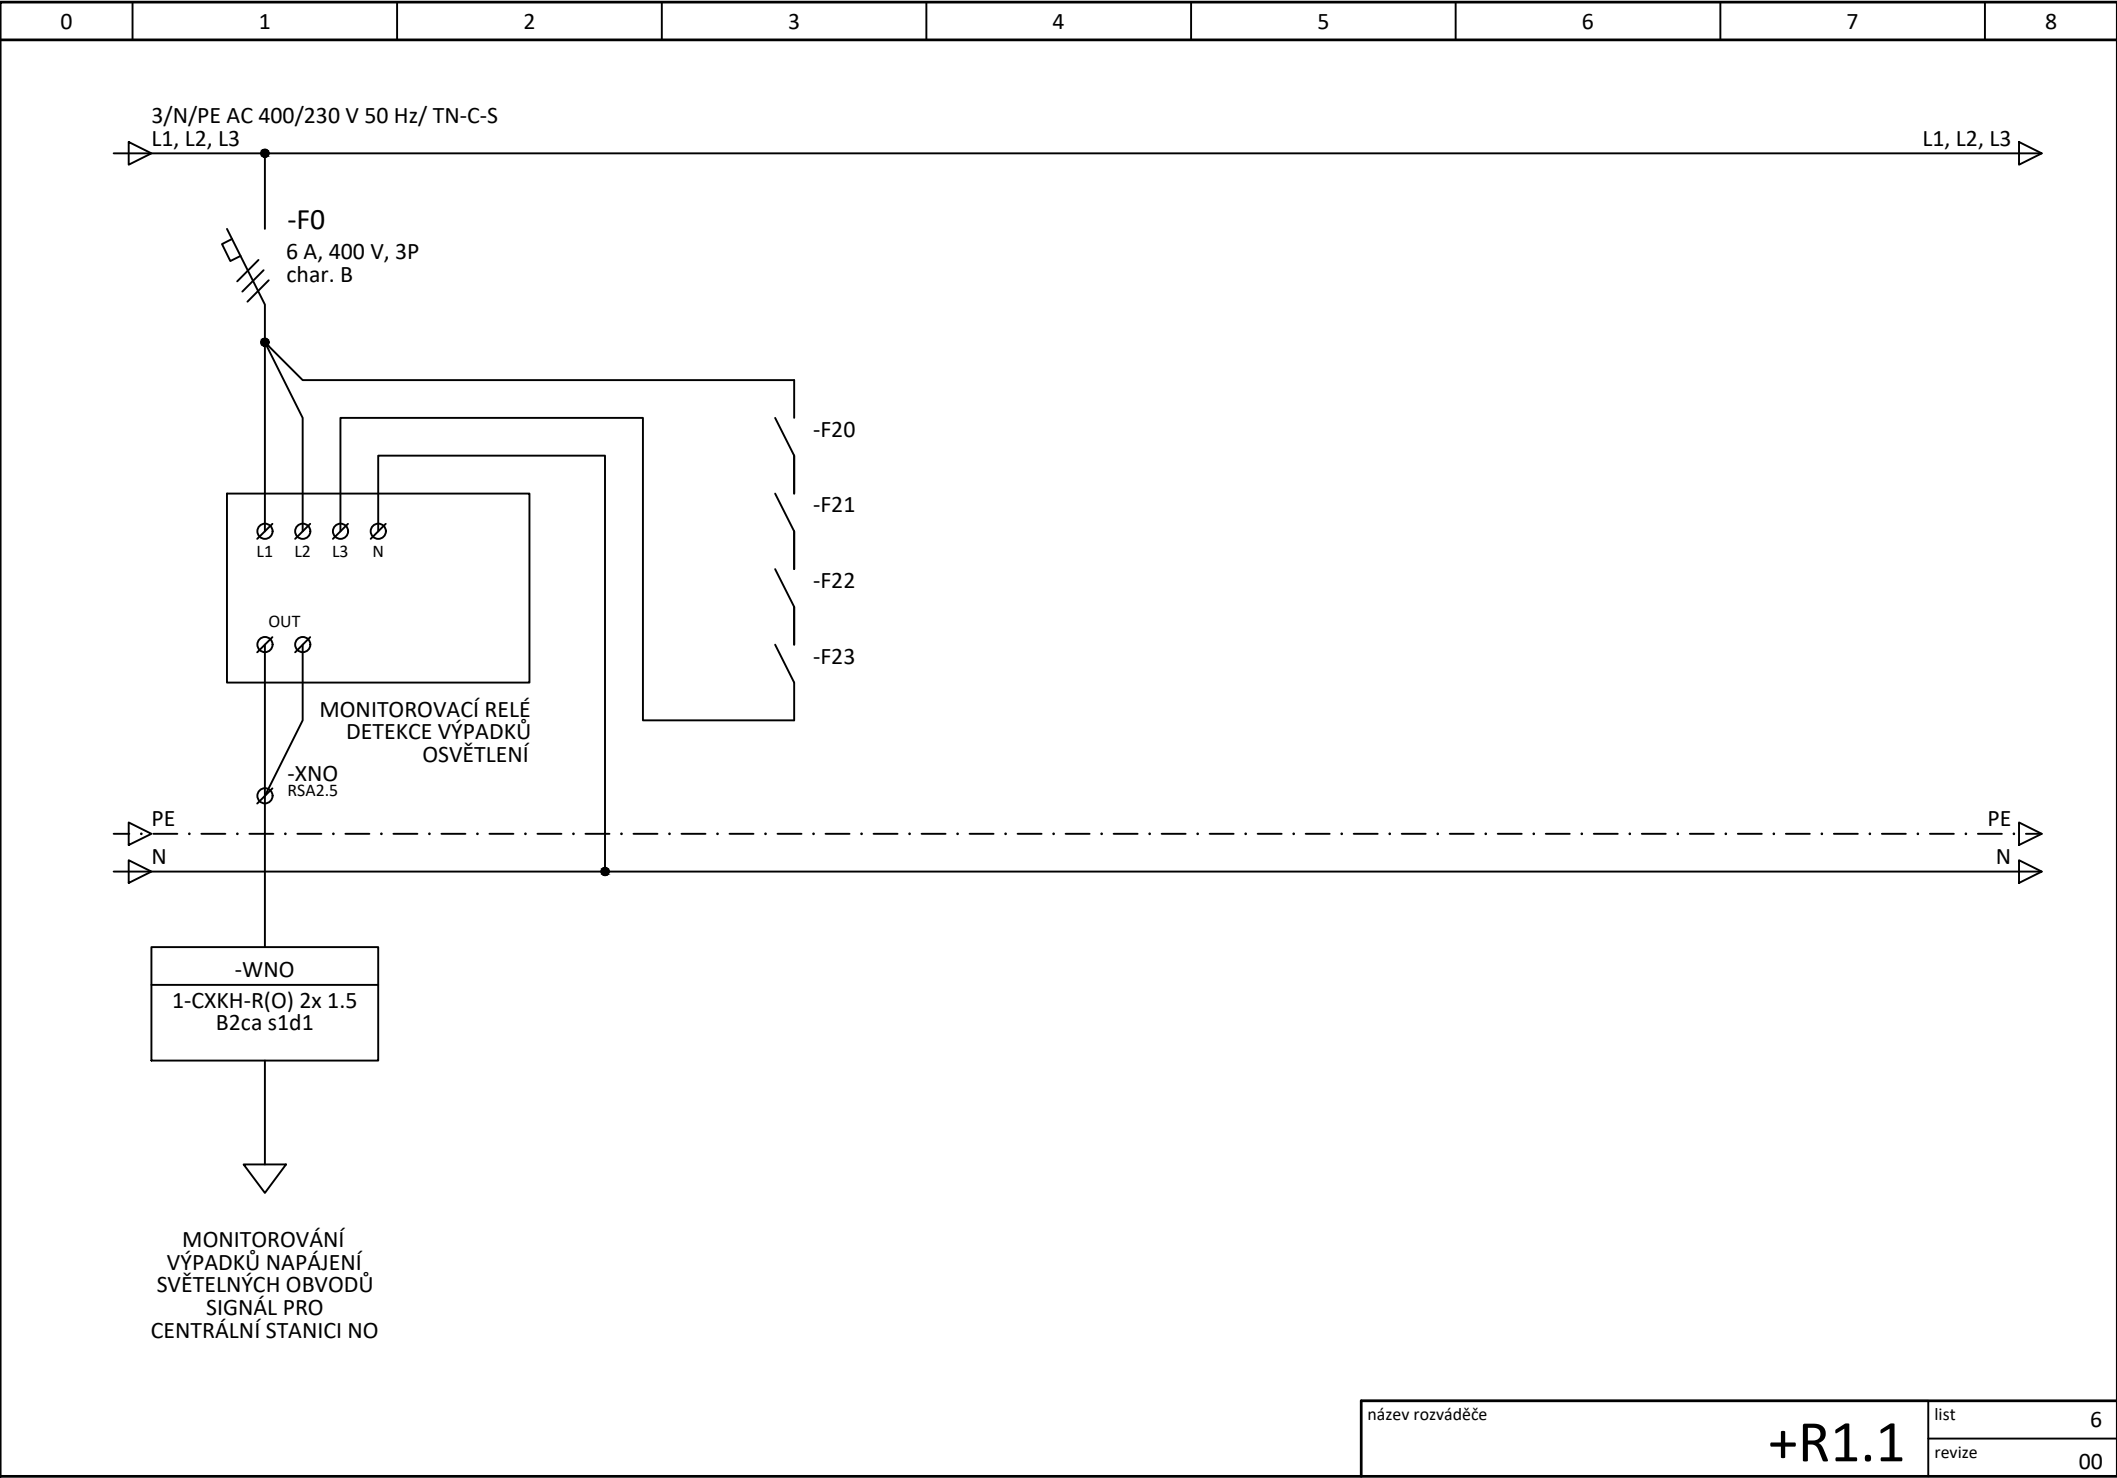 0 1 2 3 4 5 6 7 8
3/N/PE AC 400/230 V 50 Hz/ TN-C-S
L1, L2, L3
L1, L2, L3
-F0
6 A, 400 V, 3P
char. B
-F20
-F21
-F22
-F23
L1 L2 L3 N
OUT
MONITOROVACÍ RELÉ
DETEKCE VÝPADKŮ
OSVĚTLENÍ
-XNO
RSA2.5
PE
PE
N
N
-WNO
1-CXKH-R(O) 2x 1.5
B2ca s1d1
MONITOROVÁNÍ
VÝPADKŮ NAPÁJENÍ
SVĚTELNÝCH OBVODŮ
SIGNÁL PRO
CENTRÁLNÍ STANICI NO
název rozváděče
+R1.1
list 6
revize 00